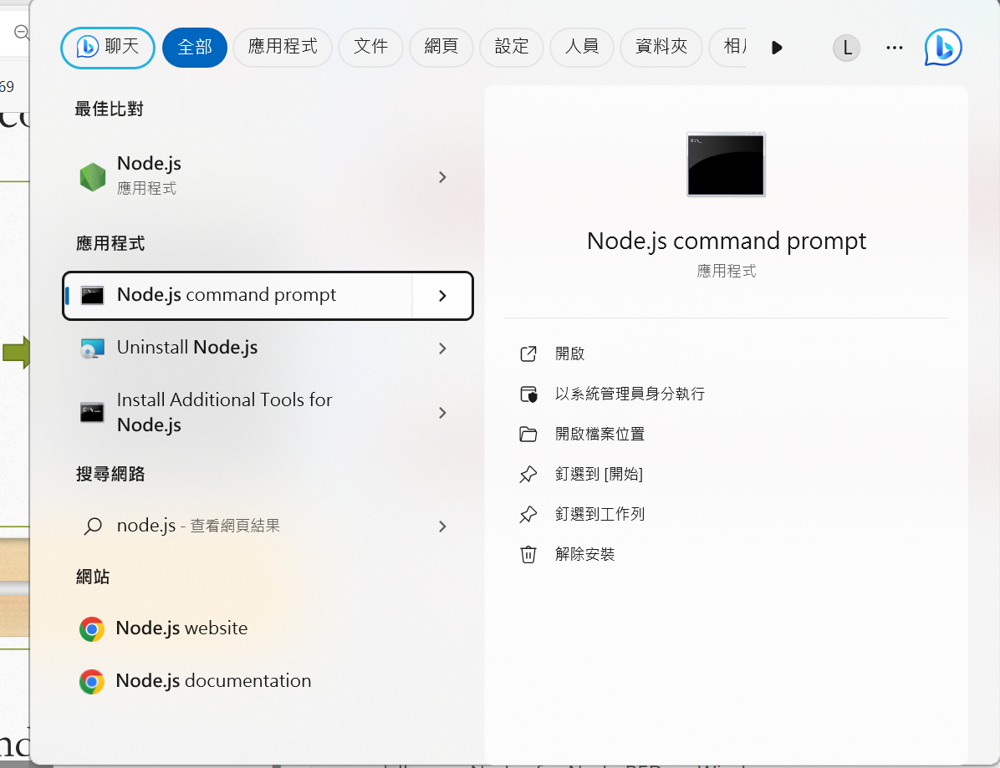 聊天 全部 應用程式 文件 網頁 設定 人員 資料夾 L ...
69
最佳比對
Node.js
應用程式
應用程式
Node.js command prompt
Uninstall Node.js
Install Additional Tools for
Node.js
搜尋網路
node.js - 查看網頁結果
網站
Node.js website
Node.js documentation
Node.js command prompt
應用程式
開啟
以系統管理員身分執行
開啟檔案位置
釘選到 [開始]
釘選到工作列
解除安裝